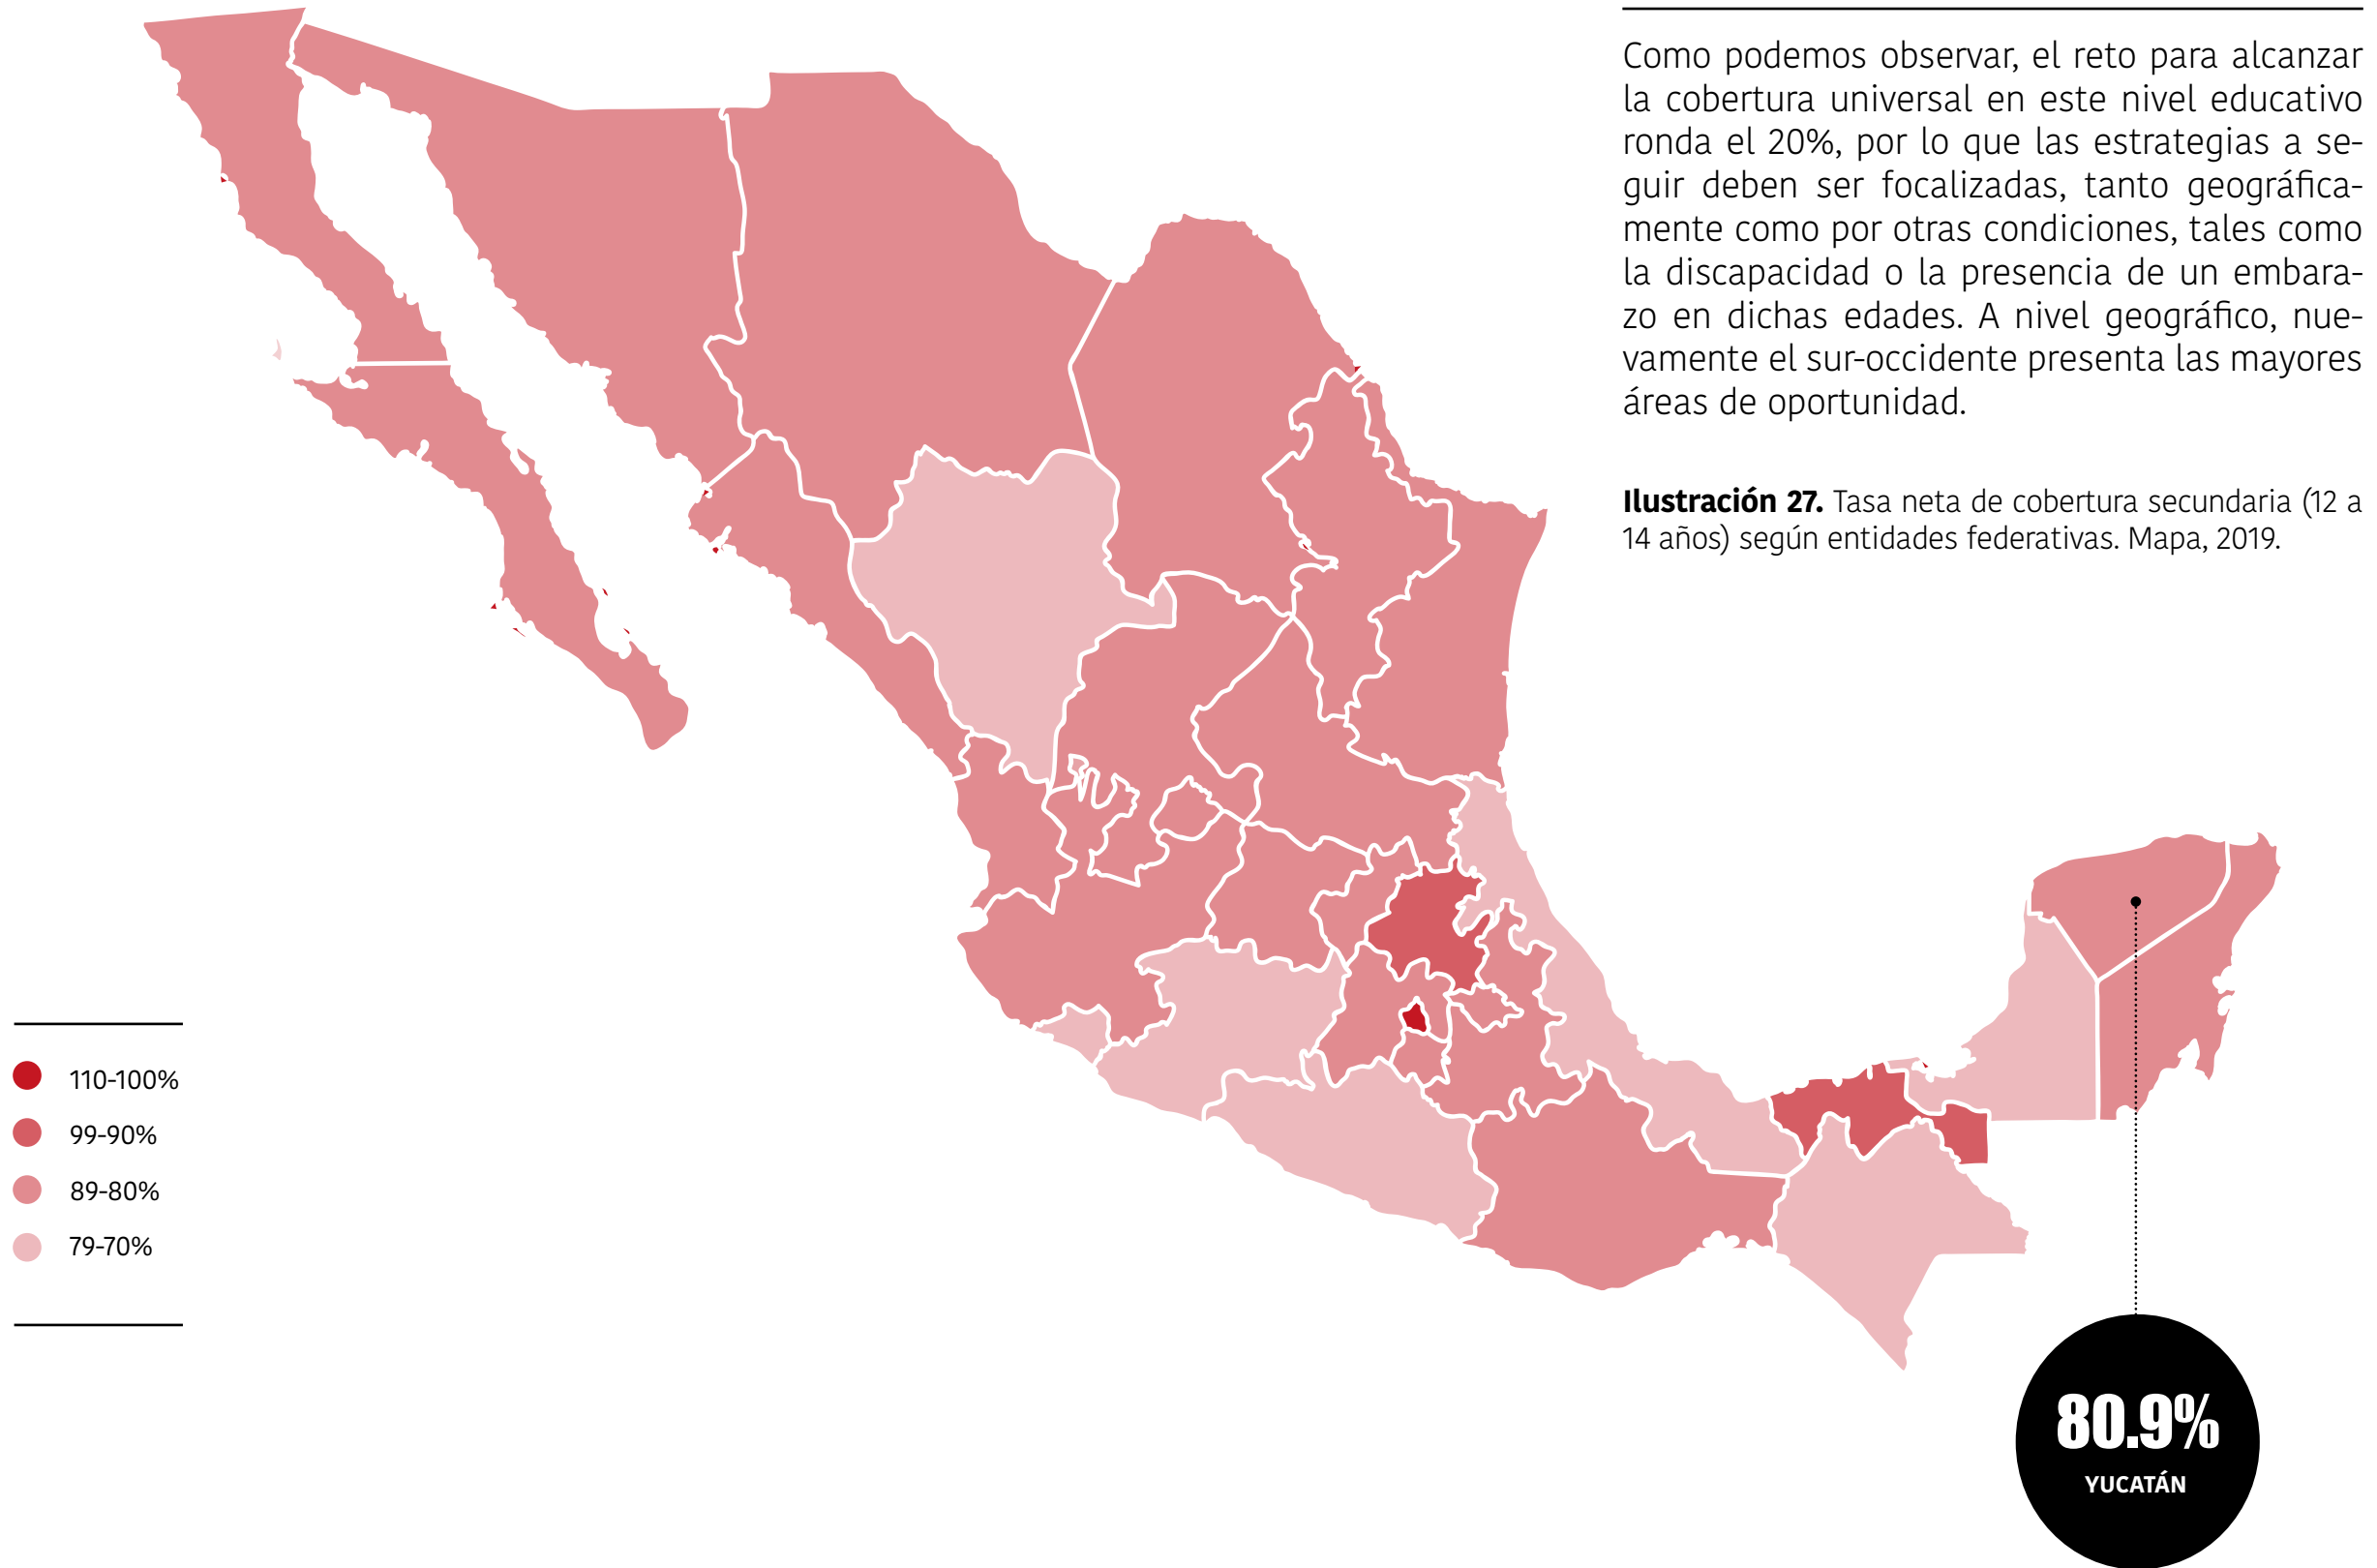 Como podemos observar, el reto para alcanzar
la cobertura universal en este nivel educativo
ronda el 20%, por lo que las estrategias a se-
guir deben ser focalizadas, tanto geográfica-
mente como por otras condiciones, tales como
la discapacidad o la presencia de un embara-
zo en dichas edades. A nivel geográfico, nue-
vamente el sur-occidente presenta las mayores
áreas de oportunidad.
Ilustración 27. Tasa neta de cobertura secundaria (12 a
14 años) según entidades federativas. Mapa, 2019.
110-100%
99-90%
89-80%
79-70%
80.9%
YUCATÁN